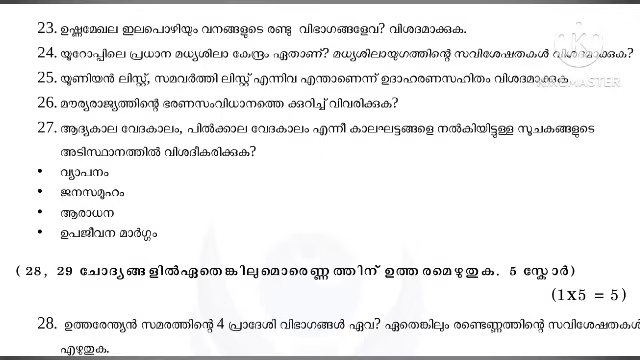 23. ഉഷ്ണമേഖല ഇലപൊഴിയും വനങ്ങളുടെ രണ്ടു വിഭാഗങ്ങളേവ? വിശദമാക്കുക.
24. യൂറോപ്പിലെ പ്രധാന മധ്യശിലാ കേന്ദ്രം ഏതാണ്? മധ്യശിലായുഗത്തിന്റെ സവിശേഷതകൾ വിശദമാക്കുക?
25. യൂണിയൻ ലിസ്റ്റ്, സമവർത്തി ലിസ്റ്റ് എന്നിവ എന്താണെന്ന് ഉദാഹരണസഹിതം വിശദമാക്കുക.
KINEMASTER
26. മൗര്യരാജ്യത്തിന്റെ ഭരണസംവിധാനത്തെ കുറിച്ച് വിവരിക്കുക?
27. ആദ്യകാല വേദകാലം, പിൽക്കാല വേദകാലം എന്നീ കാലഘട്ടങ്ങളെ നൽകിയിട്ടുള്ള സൂചകങ്ങളുടെ
അടിസ്ഥാനത്തിൽ വിശദീകരിക്കുക?
• വ്യാപനം
• ജനസമൂഹം
• ആരാധന
• ഉപജീവന മാർഗ്ഗം
(28, 29 ചോദ്യങ്ങളിൽഏതെങ്കിലുമൊരെണ്ണത്തിന് ഉത്തരമെഴുതുക. 5 സ്കോർ)
(1x5 = 5)
28. ഉത്തരേന്ത്യൻ സമരത്തിന്റെ 4 പ്രാദേശി വിഭാഗങ്ങൾ ഏവ? ഏതെങ്കിലും രണ്ടെണ്ണത്തിന്റെ സവിശേഷതകൾ
എഴുതുക.